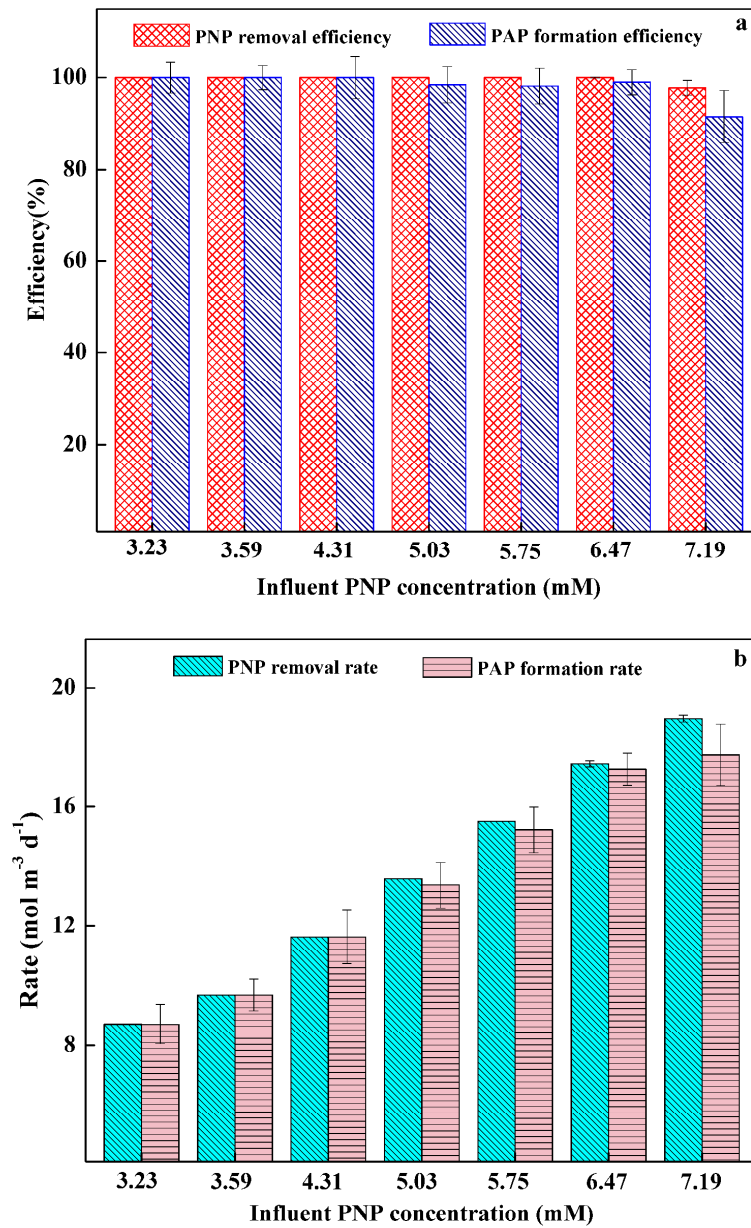 a
PNP removal efficiency PAP formation efficiency
100
80
60
40
20
Efficiency(%)
3.23 3.59 4.31 5.03 5.75 6.47 7.19
Influent PNP concentration (mM)
b
PNP removal rate PAP formation rate
20
16
12
8
Rate (mol m⁻³ d⁻¹)
3.23 3.59 4.31 5.03 5.75 6.47 7.19
Influent PNP concentration (mM)